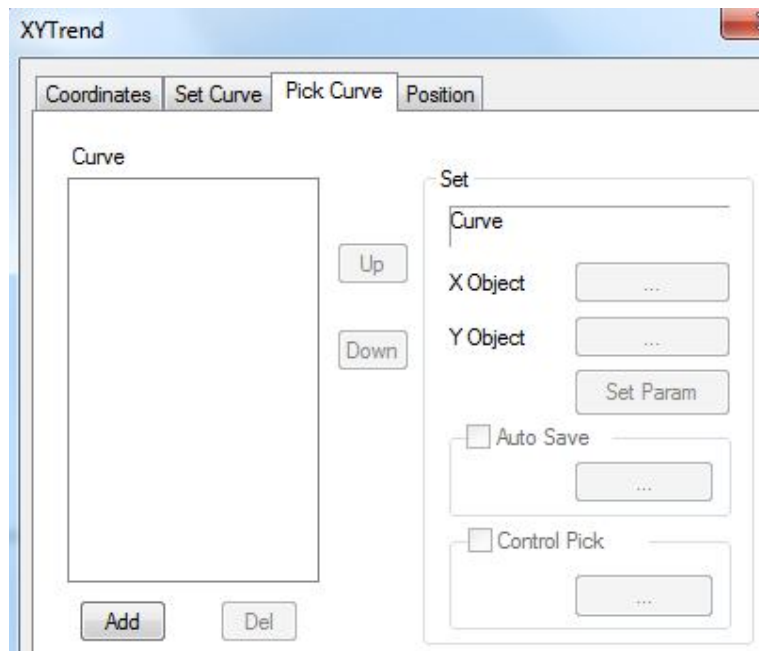 XYTrend
Coordinates Set Curve Pick Curve Position
Curve
Up
Down
Add Del
Set
Curve
X Object ...
Y Object ...
Set Param
Auto Save
...
Control Pick
...